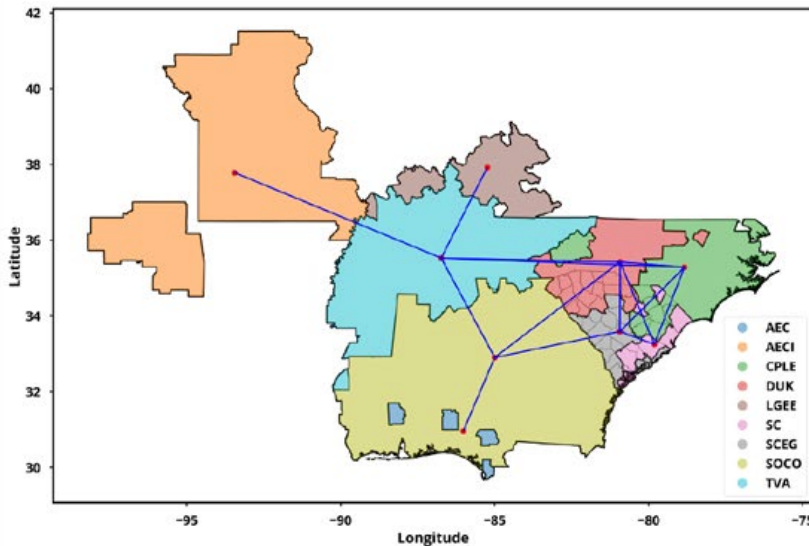 42
40
38
36
34
32
30
Latitude
−95
−90
−85
−80
−75
Longitude
AEC
AECI
CPLE
DUK
LGEE
SC
SCEG
SOCO
TVA